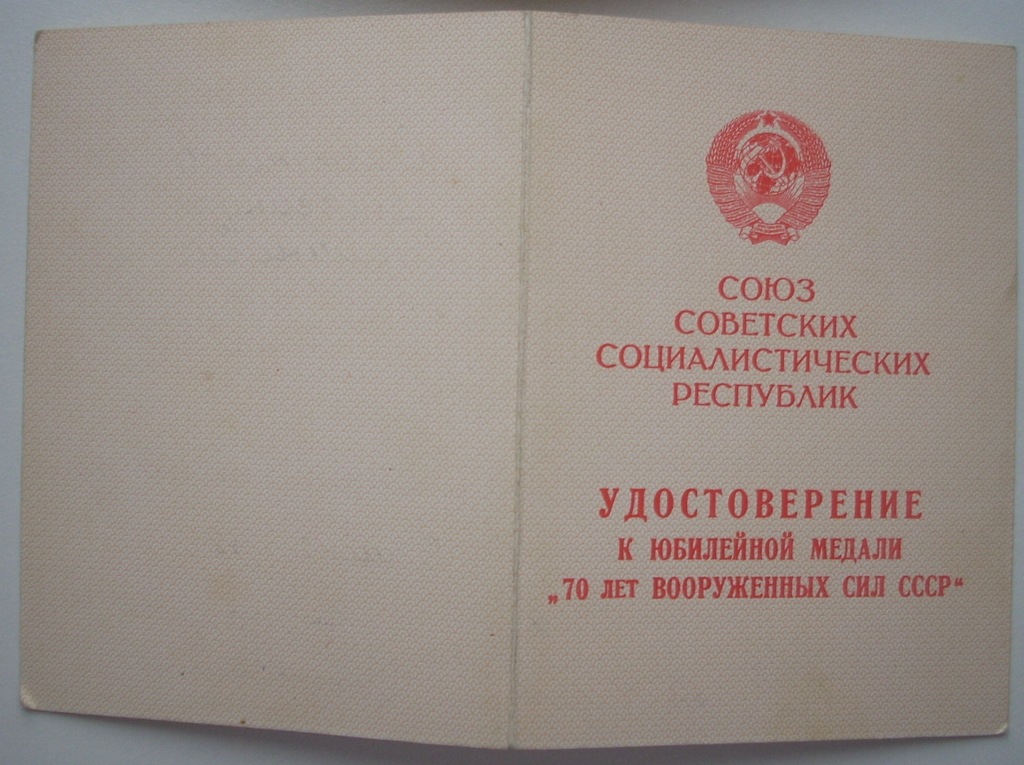 СОЮЗ
СОВЕТСКИХ
СОЦИАЛИСТИЧЕСКИХ
РЕСПУБЛИК
УДОСТОВЕРЕНИЕ
К ЮБИЛЕЙНОЙ МЕДАЛИ
„70 ЛЕТ ВООРУЖЕННЫХ СИЛ СССР“